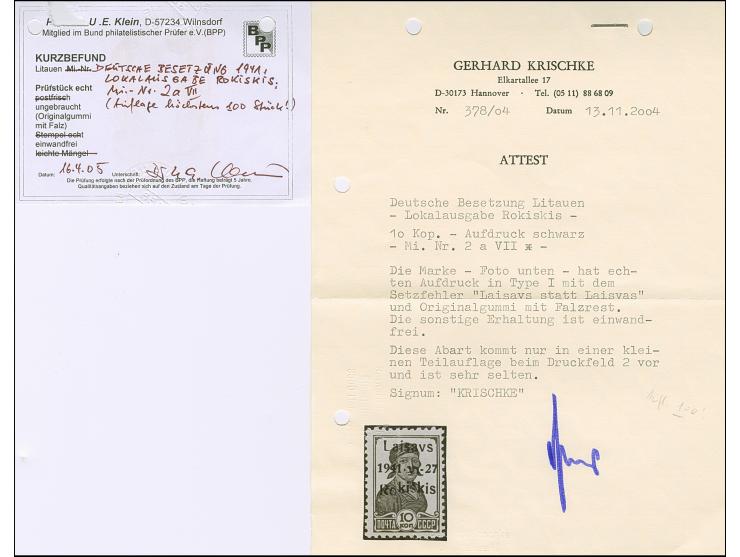 U .E. Klein, D-57234 Wilnsdorf
Mitglied im Bund philatelistischer Prüfer e.V.(BPP)
BPP
KURZBEFUND
Litauen Mi.-Nr. DEUTSCHE BESETZUNG 1941,
LOKALAUSGABE ROKISKIS:
Mi.-Nr. 2a VII
(Auflage höchstens 100 Stück!)
Prüfstück echt
postfrisch
ungebraucht
(Originalgummi
mit Falz)
Stempel echt
einwandfrei
leichte Mängel
Datum: 16.4.05 Unterschrift:
Die Prüfung erfolgte nach der Prüfordnung des BPP, die Haftung beträgt 5 Jahre.
Qualitätsangaben beziehen sich auf den Zustand am Tage der Prüfung.
GERHARD KRISCHKE
Elkartallee 17
D-30173 Hannover · Tel. (05 11) 88 68 09
Nr. 378/o4 Datum 13.11.2oo4
ATTEST
Deutsche Besetzung Litauen
- Lokalausgabe Rokiskis -
1o Kop. - Aufdruck schwarz
- Mi. Nr. 2 a VII * -
Die Marke - Foto unten - hat ech-
ten Aufdruck in Type I mit dem
Setzfehler "Laisavs statt Laisvas"
und Originalgummi mit Falzrest.
Die sonstige Erhaltung ist einwand-
frei.
Diese Abart kommt nur in einer klei-
nen Teilauflage beim Druckfeld 2 vor
und ist sehr selten.
Signum: "KRISCHKE"
Aufl. 100!
Laisavs
1941-VI-27
Rokiškis
10
ПОЧТА КОП. СССР